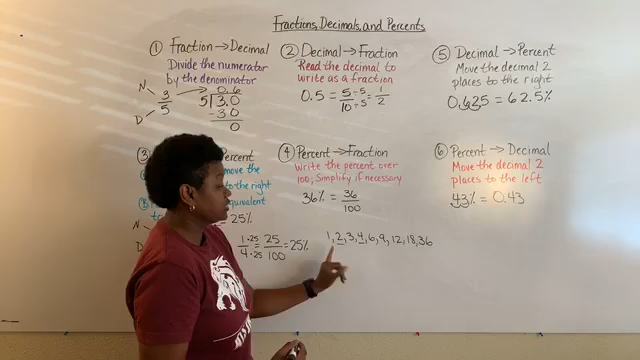 Fractions, Decimals, and Percents
① Fraction → Decimal
Divide the numerator
by the denominator
N
D
3/5
0.6
5 3.0
- 30
0
② Decimal → Fraction
Read the decimal to
write as a fraction
0.5 = 5/10 ÷5/÷5 = 1/2
③
Percent
move the
to the right
equivalent
= 25%
1/4 •25/•25 = 25/100 = 25%
④ Percent → Fraction
Write the percent over
100; Simplify if necessary
36% = 36/100
1, 2, 3, 4, 6, 9, 12, 18, 36
⑤ Decimal → Percent
Move the decimal 2
places to the right
0.625 = 62.5%
⑥ Percent → Decimal
Move the decimal 2
places to the left
43% = 0.43